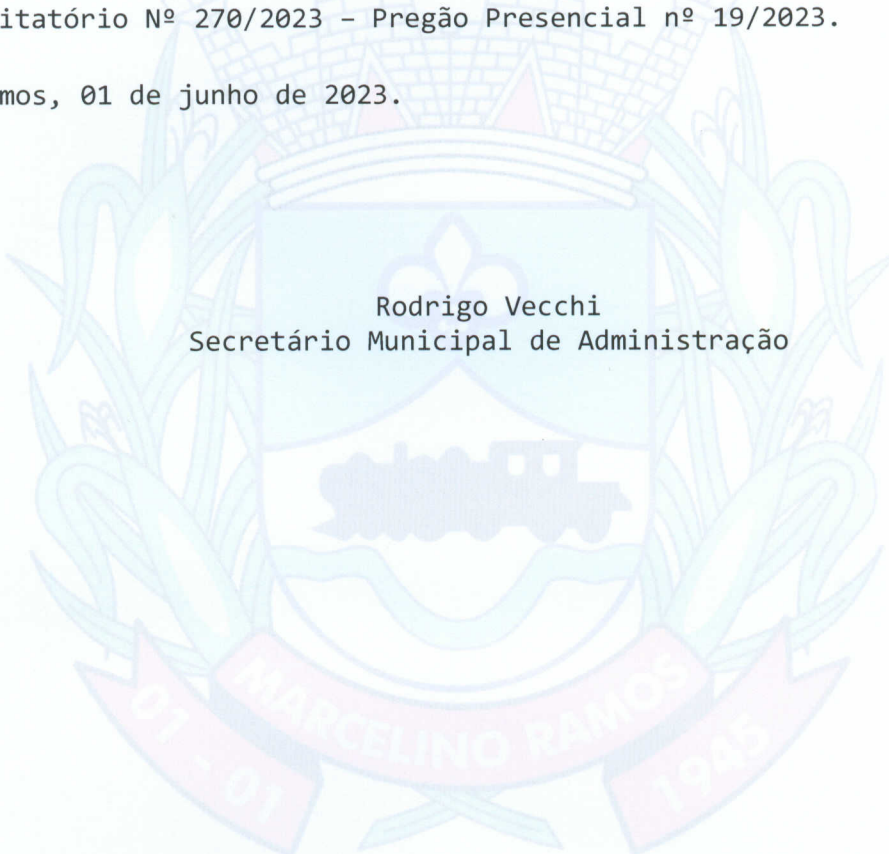 itatório Nº 270/2023 – Pregão Presencial nº 19/2023.
mos, 01 de junho de 2023.
Rodrigo Vecchi
Secretário Municipal de Administração
MARCELINO RAMOS
01 - 01
1945